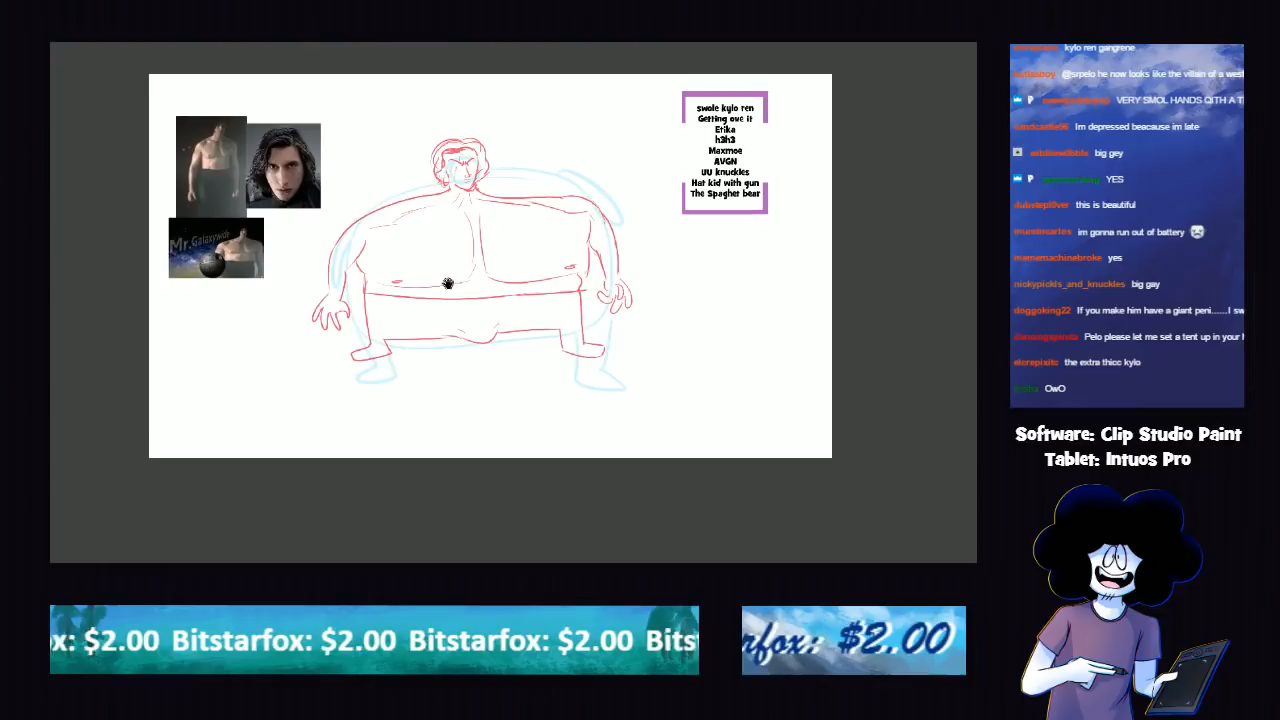 swole kylo ren
Getting ove it
Etika
h3h3
Maxmoe
AVGN
UU knuckles
Hat kid with gun
The Spaghet bear
Mr.Galaxywide
kylo ren gangrene
@srpelo he now looks like the villain of a west
VERY SMOL HANDS QITH A T
Im depressed beacause im late
big gey
YES
dubstep0ver this is beautiful
im gonna run out of battery
mememachinebroke yes
nickypickls_and_knuckles big gay
doggoking22 If you make him have a giant peni......I sw
Pelo please let me set a tent up in your h
elcrepixitc the extra thicc kylo
OwO
Software: Clip Studio Paint
Tablet: Intuos Pro
ox: $2.00 Bitstarfox: $2.00 Bitstarfox: $2.00 Bits
rfox: $2.00